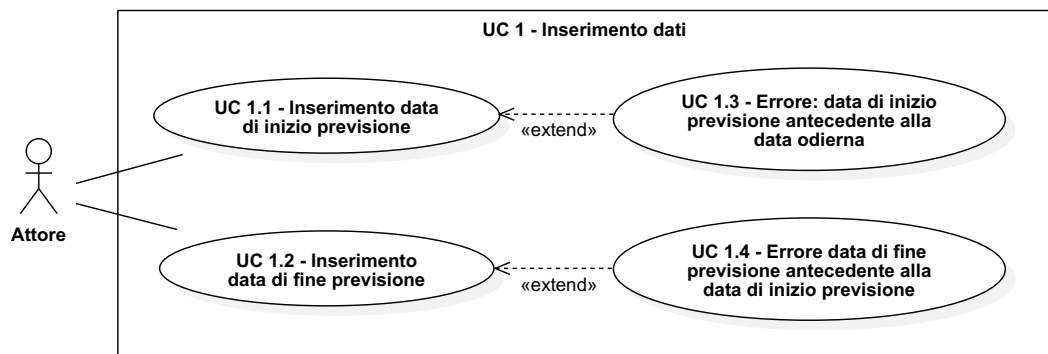 UC 1 - Inserimento dati
UC 1.1 - Inserimento data
di inizio previsione
«extend»
UC 1.3 - Errore: data di inizio
previsione antecedente alla
data odierna
Attore
UC 1.2 - Inserimento
data di fine previsione
«extend»
UC 1.4 - Errore data di fine
previsione antecedente alla
data di inizio previsione